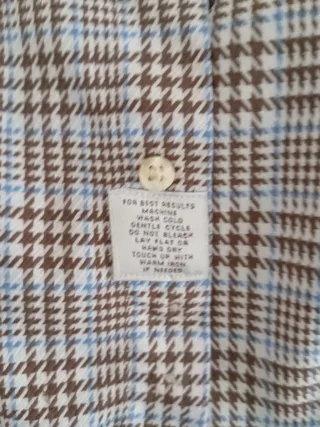 FOR BEST RESULTS
MACHINE
WASH COLD
GENTLE CYCLE
DO NOT BLEACH
LAY FLAT OR
HANG DRY
TOUCH UP WITH
WARM IRON
IF NEEDED